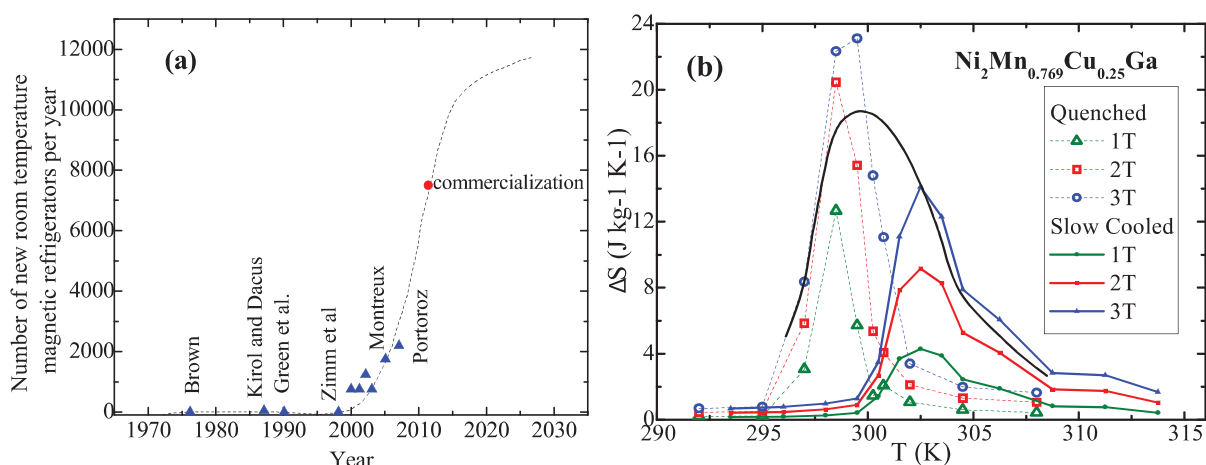 (a)
Number of new room temperature
magnetic refrigerators per year
12000
10000
8000
6000
4000
2000
0
commercialization
Brown
Kirol and Dacus
Green et al.
Zimm et al
Montreux
Portoroz
1970 1980 1990 2000 2010 2020 2030
Year
(b)
Ni2Mn0.769Cu0.25Ga
ΔS (J kg-1 K-1)
24
20
16
12
8
4
0
Quenched
1T
2T
3T
Slow Cooled
1T
2T
3T
290 295 300 305 310 315
T (K)